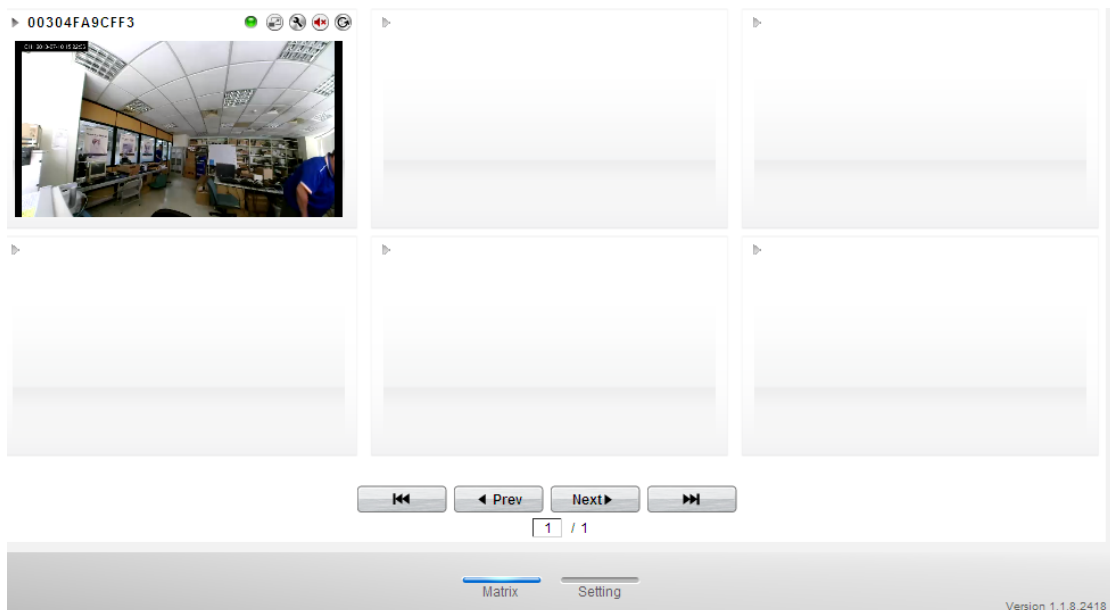 00304FA9CFF3
Prev
Next
1 / 1
Matrix
Setting
Version 1.1.8.2418